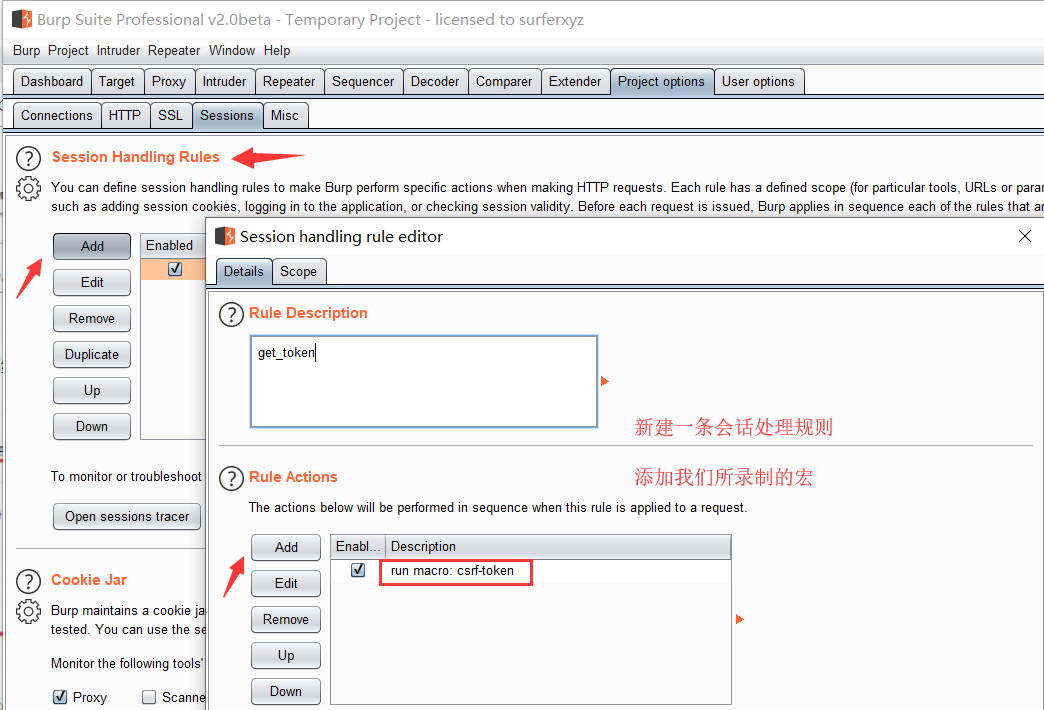 Burp Suite Professional v2.0beta - Temporary Project - licensed to surferxyz
Burp Project Intruder Repeater Window Help
Dashboard Target Proxy Intruder Repeater Sequencer Decoder Comparer Extender Project options User options
Connections HTTP SSL Sessions Misc
? Session Handling Rules
You can define session handling rules to make Burp perform specific actions when making HTTP requests. Each rule has a defined scope (for particular tools, URLs or
such as adding session cookies, logging in to the application, or checking session validity. Before each request is issued, Burp applies in sequence each of the rules that
Add Enabled
Edit
Remove
Duplicate
Up
Down
To monitor or troubleshoot
Open sessions tracer
? Cookie Jar
Burp maintains a cookie
tested. You can use the
Monitor the following tools'
Proxy
Session handling rule editor
Details Scope
? Rule Description
get_token
新建一条会话处理规则
? Rule Actions
添加我们所录制的宏
The actions below will be performed in sequence when this rule is applied to a request.
Add Enabl... Description
run macro: csrf-token
Edit
Remove
Up
Down